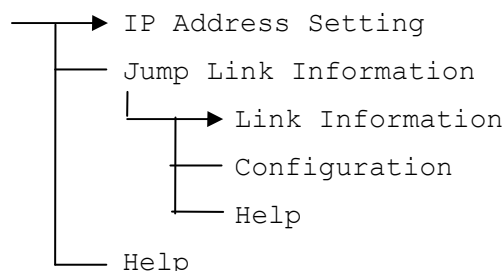 IP Address Setting
Jump Link Information
Link Information
Configuration
Help
Help